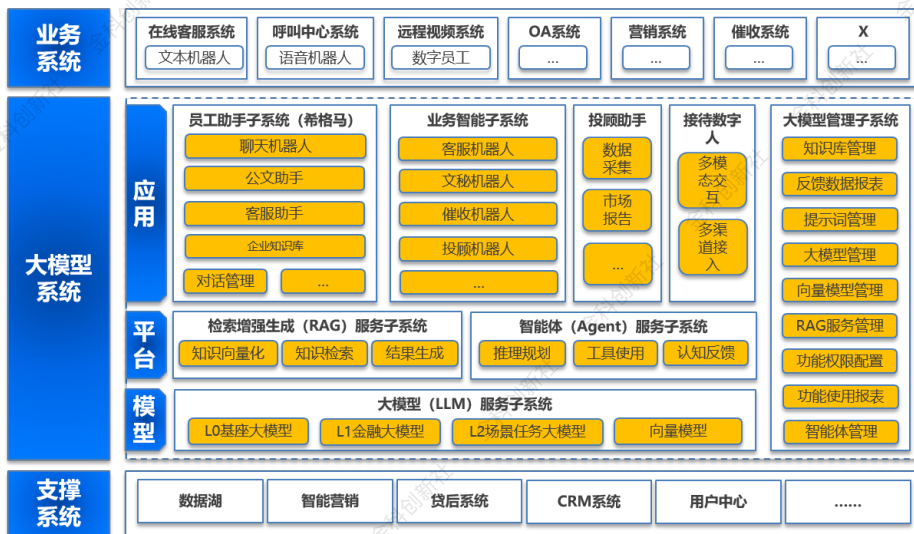 业务
系统
在线客服系统
文本机器人
呼叫中心系统
语音机器人
远程视频系统
数字员工
OA系统
...
营销系统
...
催收系统
...
X
...
大模型
系统
应
用
员工助手子系统（希格马）
聊天机器人
公文助手
客服助手
企业知识库
对话管理
...
业务智能子系统
客服机器人
文秘机器人
催收机器人
投顾机器人
...
投顾助手
数据
采集
市场
报告
...
接待数字
人
多模
态交
互
多渠
道接
入
平
台
检索增强生成（RAG）服务子系统
知识向量化
知识检索
结果生成
智能体（Agent）服务子系统
推理规划
工具使用
认知反馈
模
型
大模型（LLM）服务子系统
L0基座大模型
L1金融大模型
L2场景任务大模型
向量模型
大模型管理子系统
知识库管理
反馈数据报表
提示词管理
大模型管理
向量模型管理
RAG服务管理
功能权限配置
功能使用报表
智能体管理
支撑
系统
数据湖
智能营销
贷后系统
CRM系统
用户中心
......
金科创新社